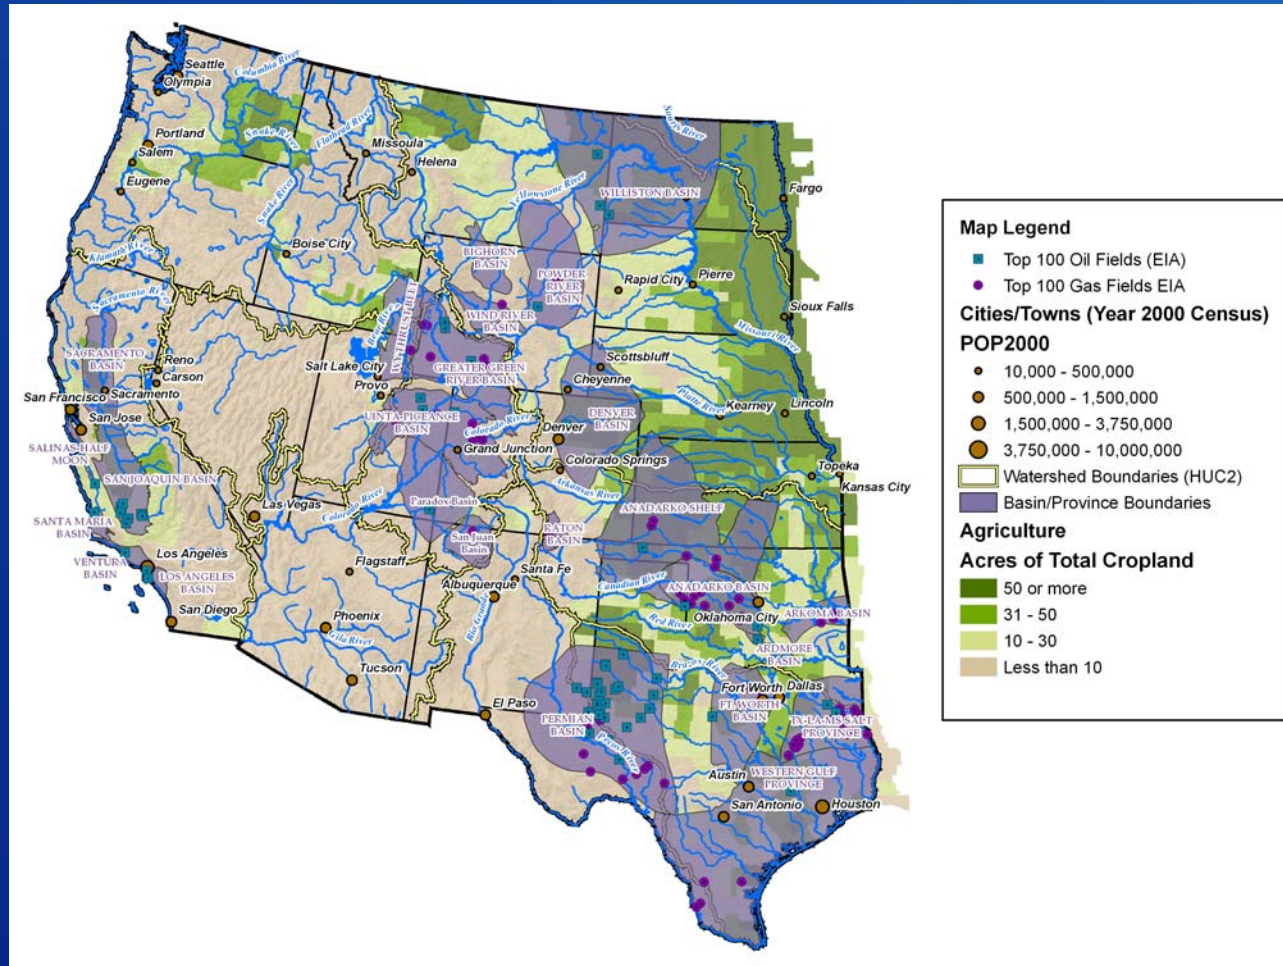 Seattle
Columbia River
Olympia
Portland
Salem
Eugene
Snake River
Flathead River
Snake River
Missoula
Helena
Souris River
Yellowstone River
WILLISTON BASIN
Fargo
Klamath River
Boise City
BIGHORN
BASIN
POWDER
RIVER
BASIN
Rapid City
Pierre
Sacramento River
Bear River
WY THRUST BELT
WIND RIVER
BASIN
Sioux Falls
Missouri River
SACRAMENTO
BASIN
Reno
Carson
Salt Lake City
Provo
GREATER GREEN
RIVER BASIN
Scottsbluff
Cheyenne
Platte River
Kearney
Lincoln
San Francisco
Sacramento
San Jose
UINTA-PICEANCE
BASIN
Colorado River
DENVER
BASIN
Denver
Grand Junction
Colorado Springs
Topeka
Kansas City
SALINAS-HALF
MOON
SAN JOAQUIN BASIN
Las Vegas
Colorado River
Paradox Basin
Arkansas River
ANADARKO SHELF
SANTA MARIA
BASIN
San Juan
Basin
RATON
BASIN
VENTURA
BASIN
Los Angeles
LOS ANGELES
BASIN
Flagstaff
Santa Fe
Albuquerque
Canadian River
ANADARKO BASIN
San Diego
Phoenix
Gila River
Rio Grande
Oklahoma City
ARKOMA BASIN
Red River
ARDMORE
BASIN
Tucson
El Paso
Brazos River
Fort Worth
Dallas
FT. WORTH
BASIN
PERMIAN
BASIN
Pecos River
TX-LA-MS SALT
PROVINCE
Austin
WESTERN GULF
PROVINCE
San Antonio
Houston
Map Legend
Top 100 Oil Fields (EIA)
Top 100 Gas Fields EIA
Cities/Towns (Year 2000 Census)
POP2000
10,000 - 500,000
500,000 - 1,500,000
1,500,000 - 3,750,000
3,750,000 - 10,000,000
Watershed Boundaries (HUC2)
Basin/Province Boundaries
Agriculture
Acres of Total Cropland
50 or more
31 - 50
10 - 30
Less than 10